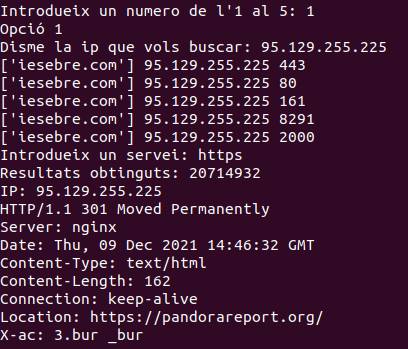 Introdueix un numero de l'1 al 5: 1
Opció 1
Disme la ip que vols buscar: 95.129.255.225
['iesebre.com'] 95.129.255.225 443
['iesebre.com'] 95.129.255.225 80
['iesebre.com'] 95.129.255.225 161
['iesebre.com'] 95.129.255.225 8291
['iesebre.com'] 95.129.255.225 2000
Introdueix un servei: https
Resultats obtinguts: 20714932
IP: 95.129.255.225
HTTP/1.1 301 Moved Permanently
Server: nginx
Date: Thu, 09 Dec 2021 14:46:32 GMT
Content-Type: text/html
Content-Length: 162
Connection: keep-alive
Location: https://pandorareport.org/
X-ac: 3.bur _bur